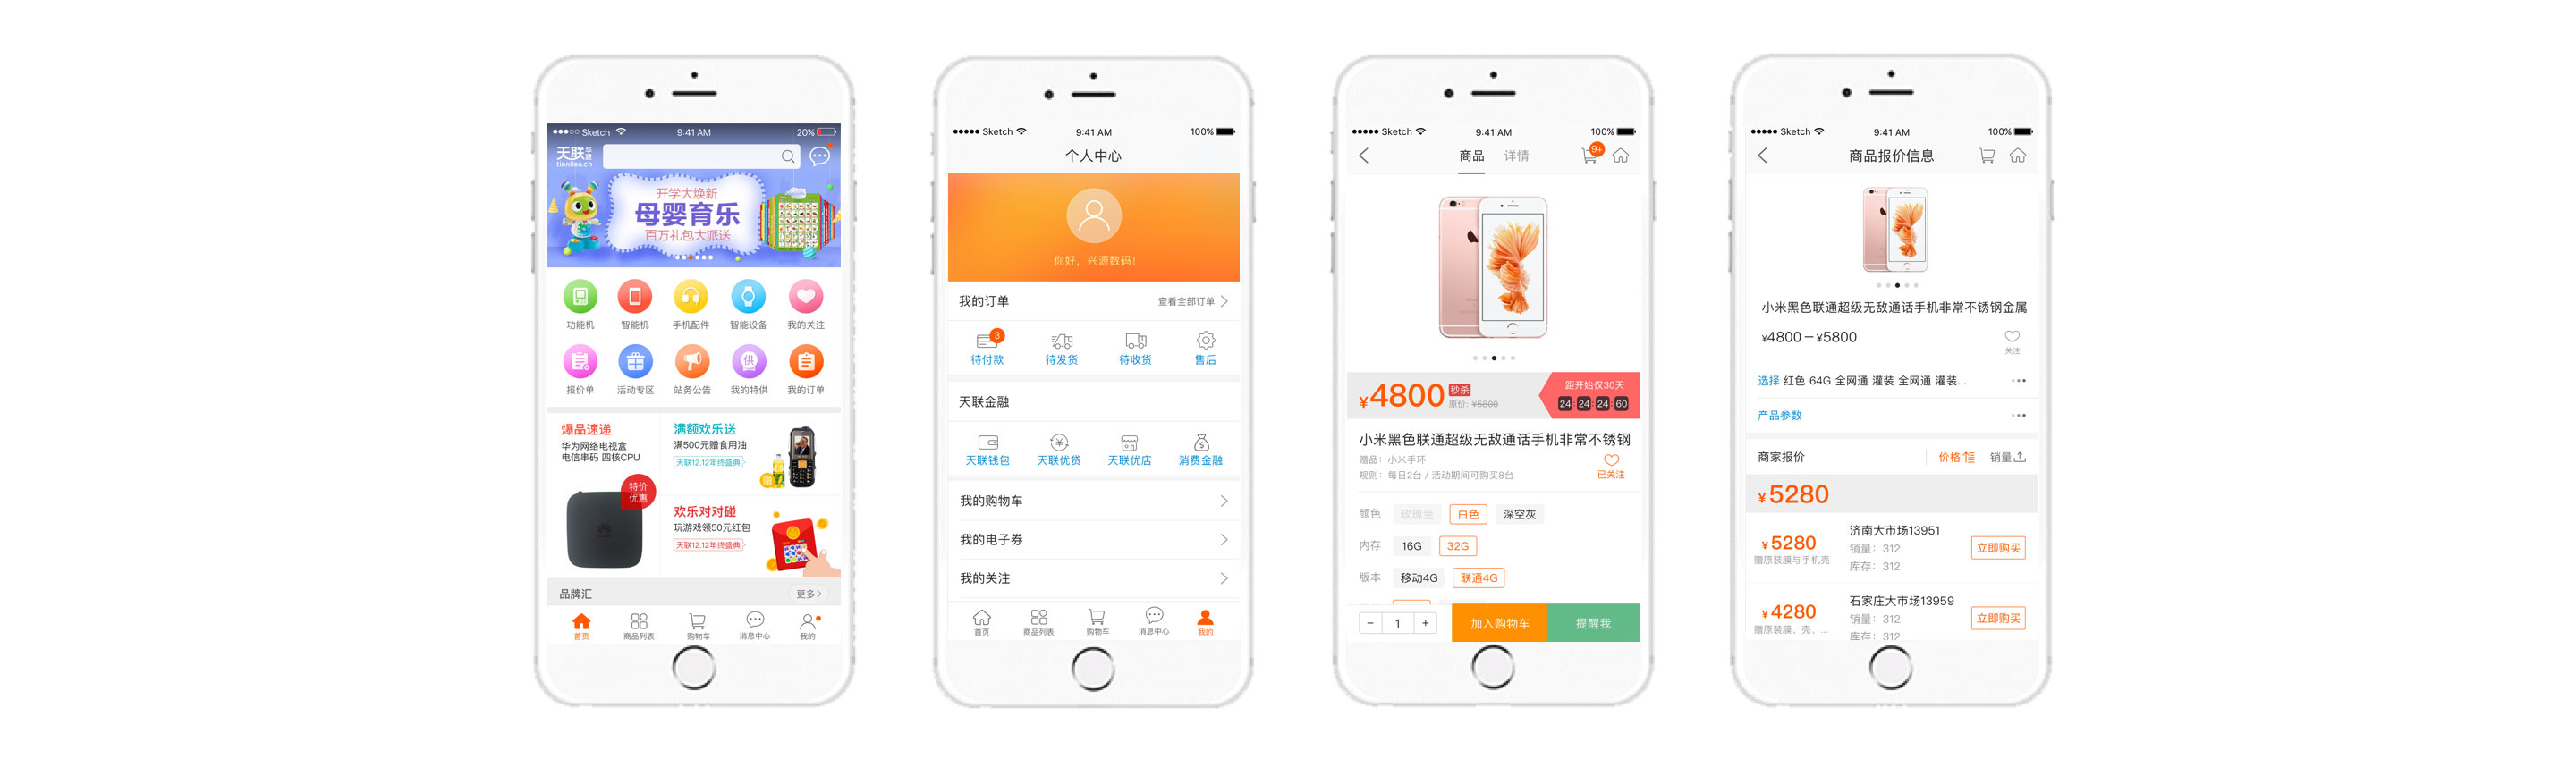 Sketch
9:41 AM
20%
天联
tianlian.cn
开学大焕新
母婴育乐
百万礼包大派送
功能机 智能机 手机配件 智能设备 我的关注
供
报价单 活动专区 站务公告 我的特供 我的订单
爆品速递
华为网络电视盒
电信串码 四核CPU
特价
优惠
满额欢乐送
满500元赠食用油
天联12.12年终盛典
欢乐对对碰
玩游戏领50元红包
天联12.12年终盛典
品牌汇 更多
首页 商品列表 购物车 消息中心 我的
Sketch
9:41 AM
100%
个人中心
你好，兴源数码！
我的订单 查看全部订单
3
待付款 待发货 待收货 售后
天联金融
天联钱包 天联优贷 天联优店 消费金融
我的购物车
我的电子券
我的关注
首页 商品列表 购物车 消息中心 我的
Sketch
9:41 AM
100%
商品 详情
9+
¥4800 秒杀
原价: ¥5800
距开始仅30天
24:24:24:60
小米黑色联通超级无敌通话手机非常不锈钢
赠品：小米手环
规则：每日2台 / 活动期间可购买8台
已关注
颜色 玫瑰金 白色 深空灰
内存 16G 32G
版本 移动4G 联通4G
− 1 + 加入购物车 提醒我
Sketch
9:41 AM
100%
商品报价信息
小米黑色联通超级无敌通话手机非常不锈钢金属
¥4800－¥5800
关注
选择 红色 64G 全网通 灌装 全网通 灌装...
产品参数
商家报价 价格 销量
¥5280
¥5280
赠原装膜与手机壳
济南大市场13951
销量：312
库存：312
立即购买
¥4280
赠原装膜、壳、...
石家庄大市场13959
销量：312
库存：312
立即购买